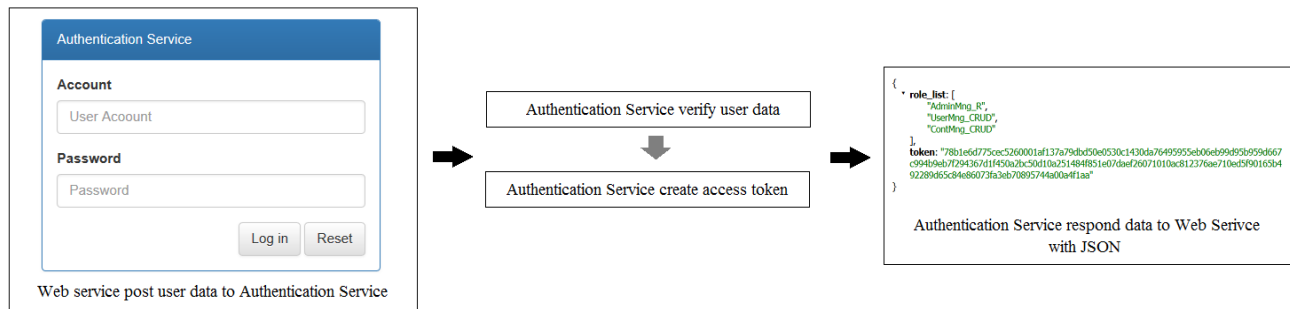 Authentication Service
Account
User Acoount
Password
Password
Log in Reset
Web service post user data to Authentication Service
Authentication Service verify user data
Authentication Service create access token
{
role_list: [
"AdminMng_R",
"UserMng_CRUD",
"ContMng_CRUD"
],
token: "78b1e6d775cec5260001af137a79dbd50e0530c1430da76495955eb06eb99d95b959d667
c994b9eb7f294367d1f450a2bc50d10a251484f851e07daef26071010ac812376ae710ed5f90165b4
92289d65c84e86073fa3eb70895744a00a4f1aa"
}
Authentication Service respond data to Web Serivce
with JSON